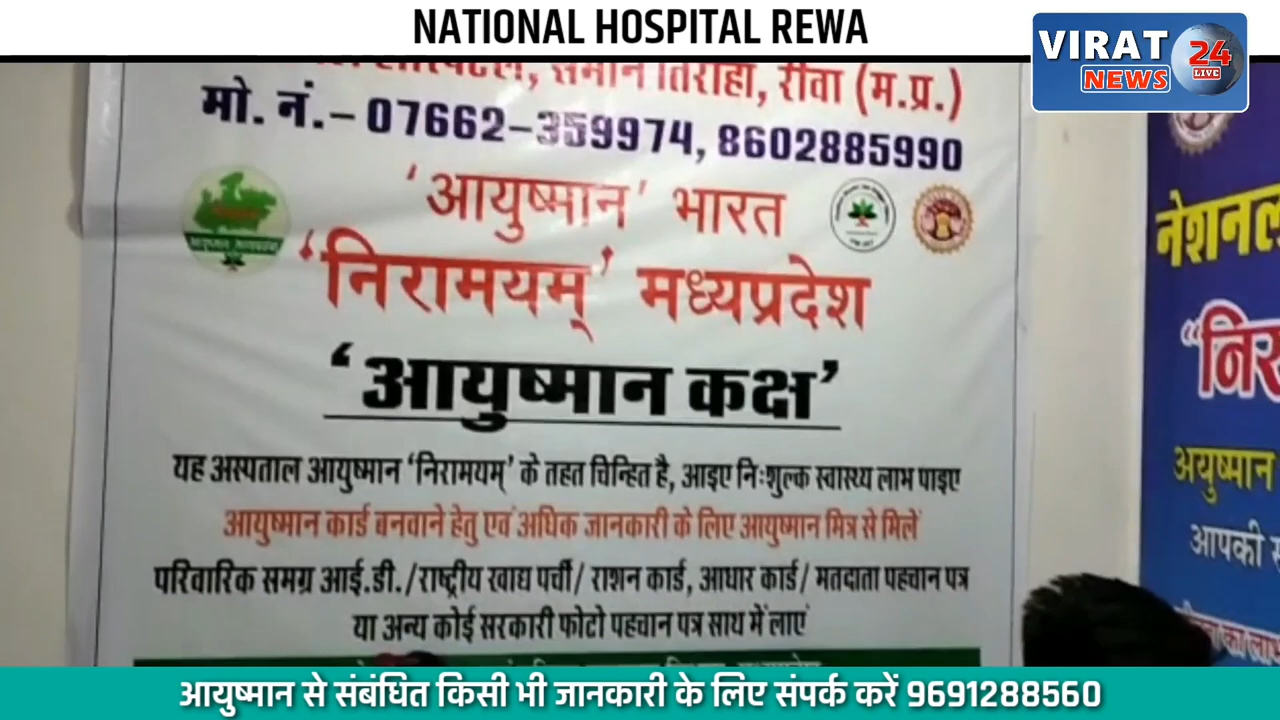 NATIONAL HOSPITAL REWA
VIRAT
NEWS
24
LIVE
समान तिराहा, रीवा (म.प्र.)
मो. नं.– 07662-359974, 8602885990
'आयुष्मान' भारत
'निरामयम्' मध्यप्रदेश
'आयुष्मान कक्ष'
यह अस्पताल आयुष्मान 'निरामयम्' के तहत चिन्हित है, आइए निःशुल्क स्वास्थ्य लाभ पाइए
आयुष्मान कार्ड बनवाने हेतु एवं अधिक जानकारी के लिए आयुष्मान मित्र से मिलें
परिवारिक समग्र आई.डी./राष्ट्रीय खाद्य पर्ची/ राशन कार्ड, आधार कार्ड/ मतदाता पहचान पत्र
या अन्य कोई सरकारी फोटो पहचान पत्र साथ में लाएं
नेशनल
"निर
अयुष्मान
आपकी
का लाभ
आयुष्मान से संबंधित किसी भी जानकारी के लिए संपर्क करें 9691288560